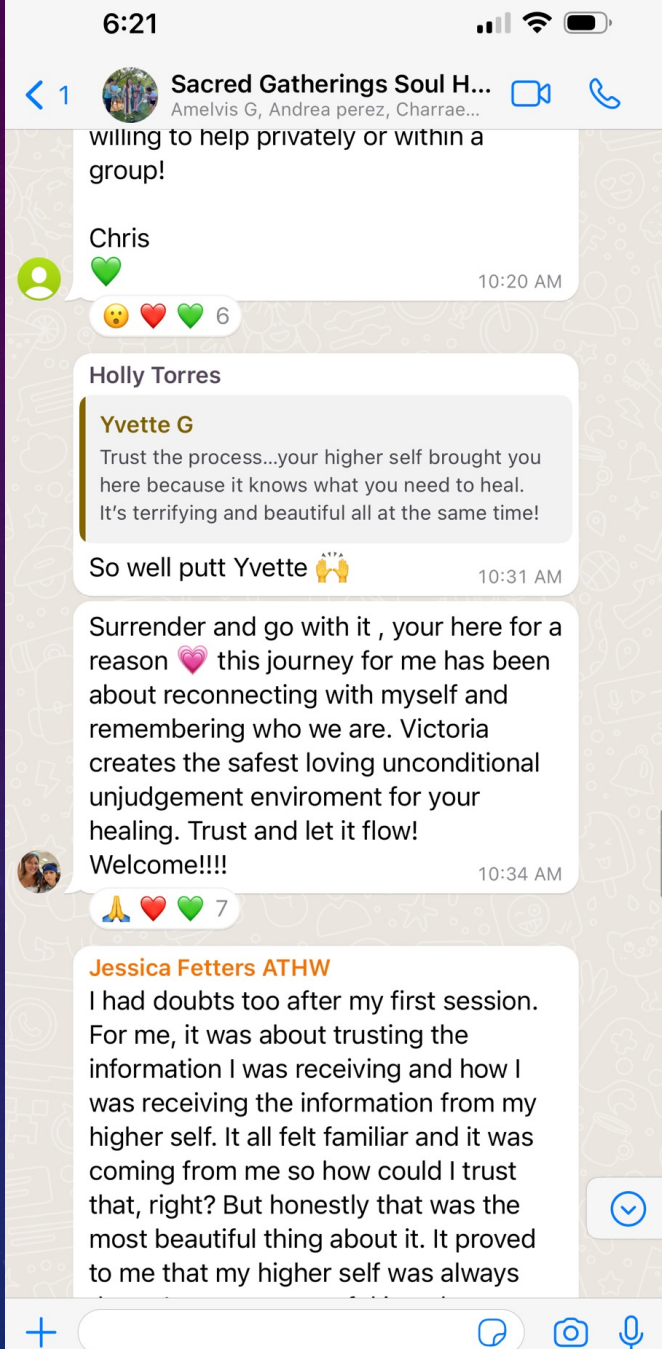 6:21
1
Sacred Gatherings Soul H...
Amelvis G, Andrea perez, Charrae...
willing to help privately or within a
group!
Chris
💚
10:20 AM
😮 ❤️ 💚 6
Holly Torres
Yvette G
Trust the process...your higher self brought you
here because it knows what you need to heal.
It's terrifying and beautiful all at the same time!
So well putt Yvette 🙌
10:31 AM
Surrender and go with it , your here for a
reason 💗 this journey for me has been
about reconnecting with myself and
remembering who we are. Victoria
creates the safest loving unconditional
unjudgement enviroment for your
healing. Trust and let it flow!
Welcome!!!!
10:34 AM
🙏 ❤️ 💚 7
Jessica Fetters ATHW
I had doubts too after my first session.
For me, it was about trusting the
information I was receiving and how I
was receiving the information from my
higher self. It all felt familiar and it was
coming from me so how could I trust
that, right? But honestly that was the
most beautiful thing about it. It proved
to me that my higher self was always